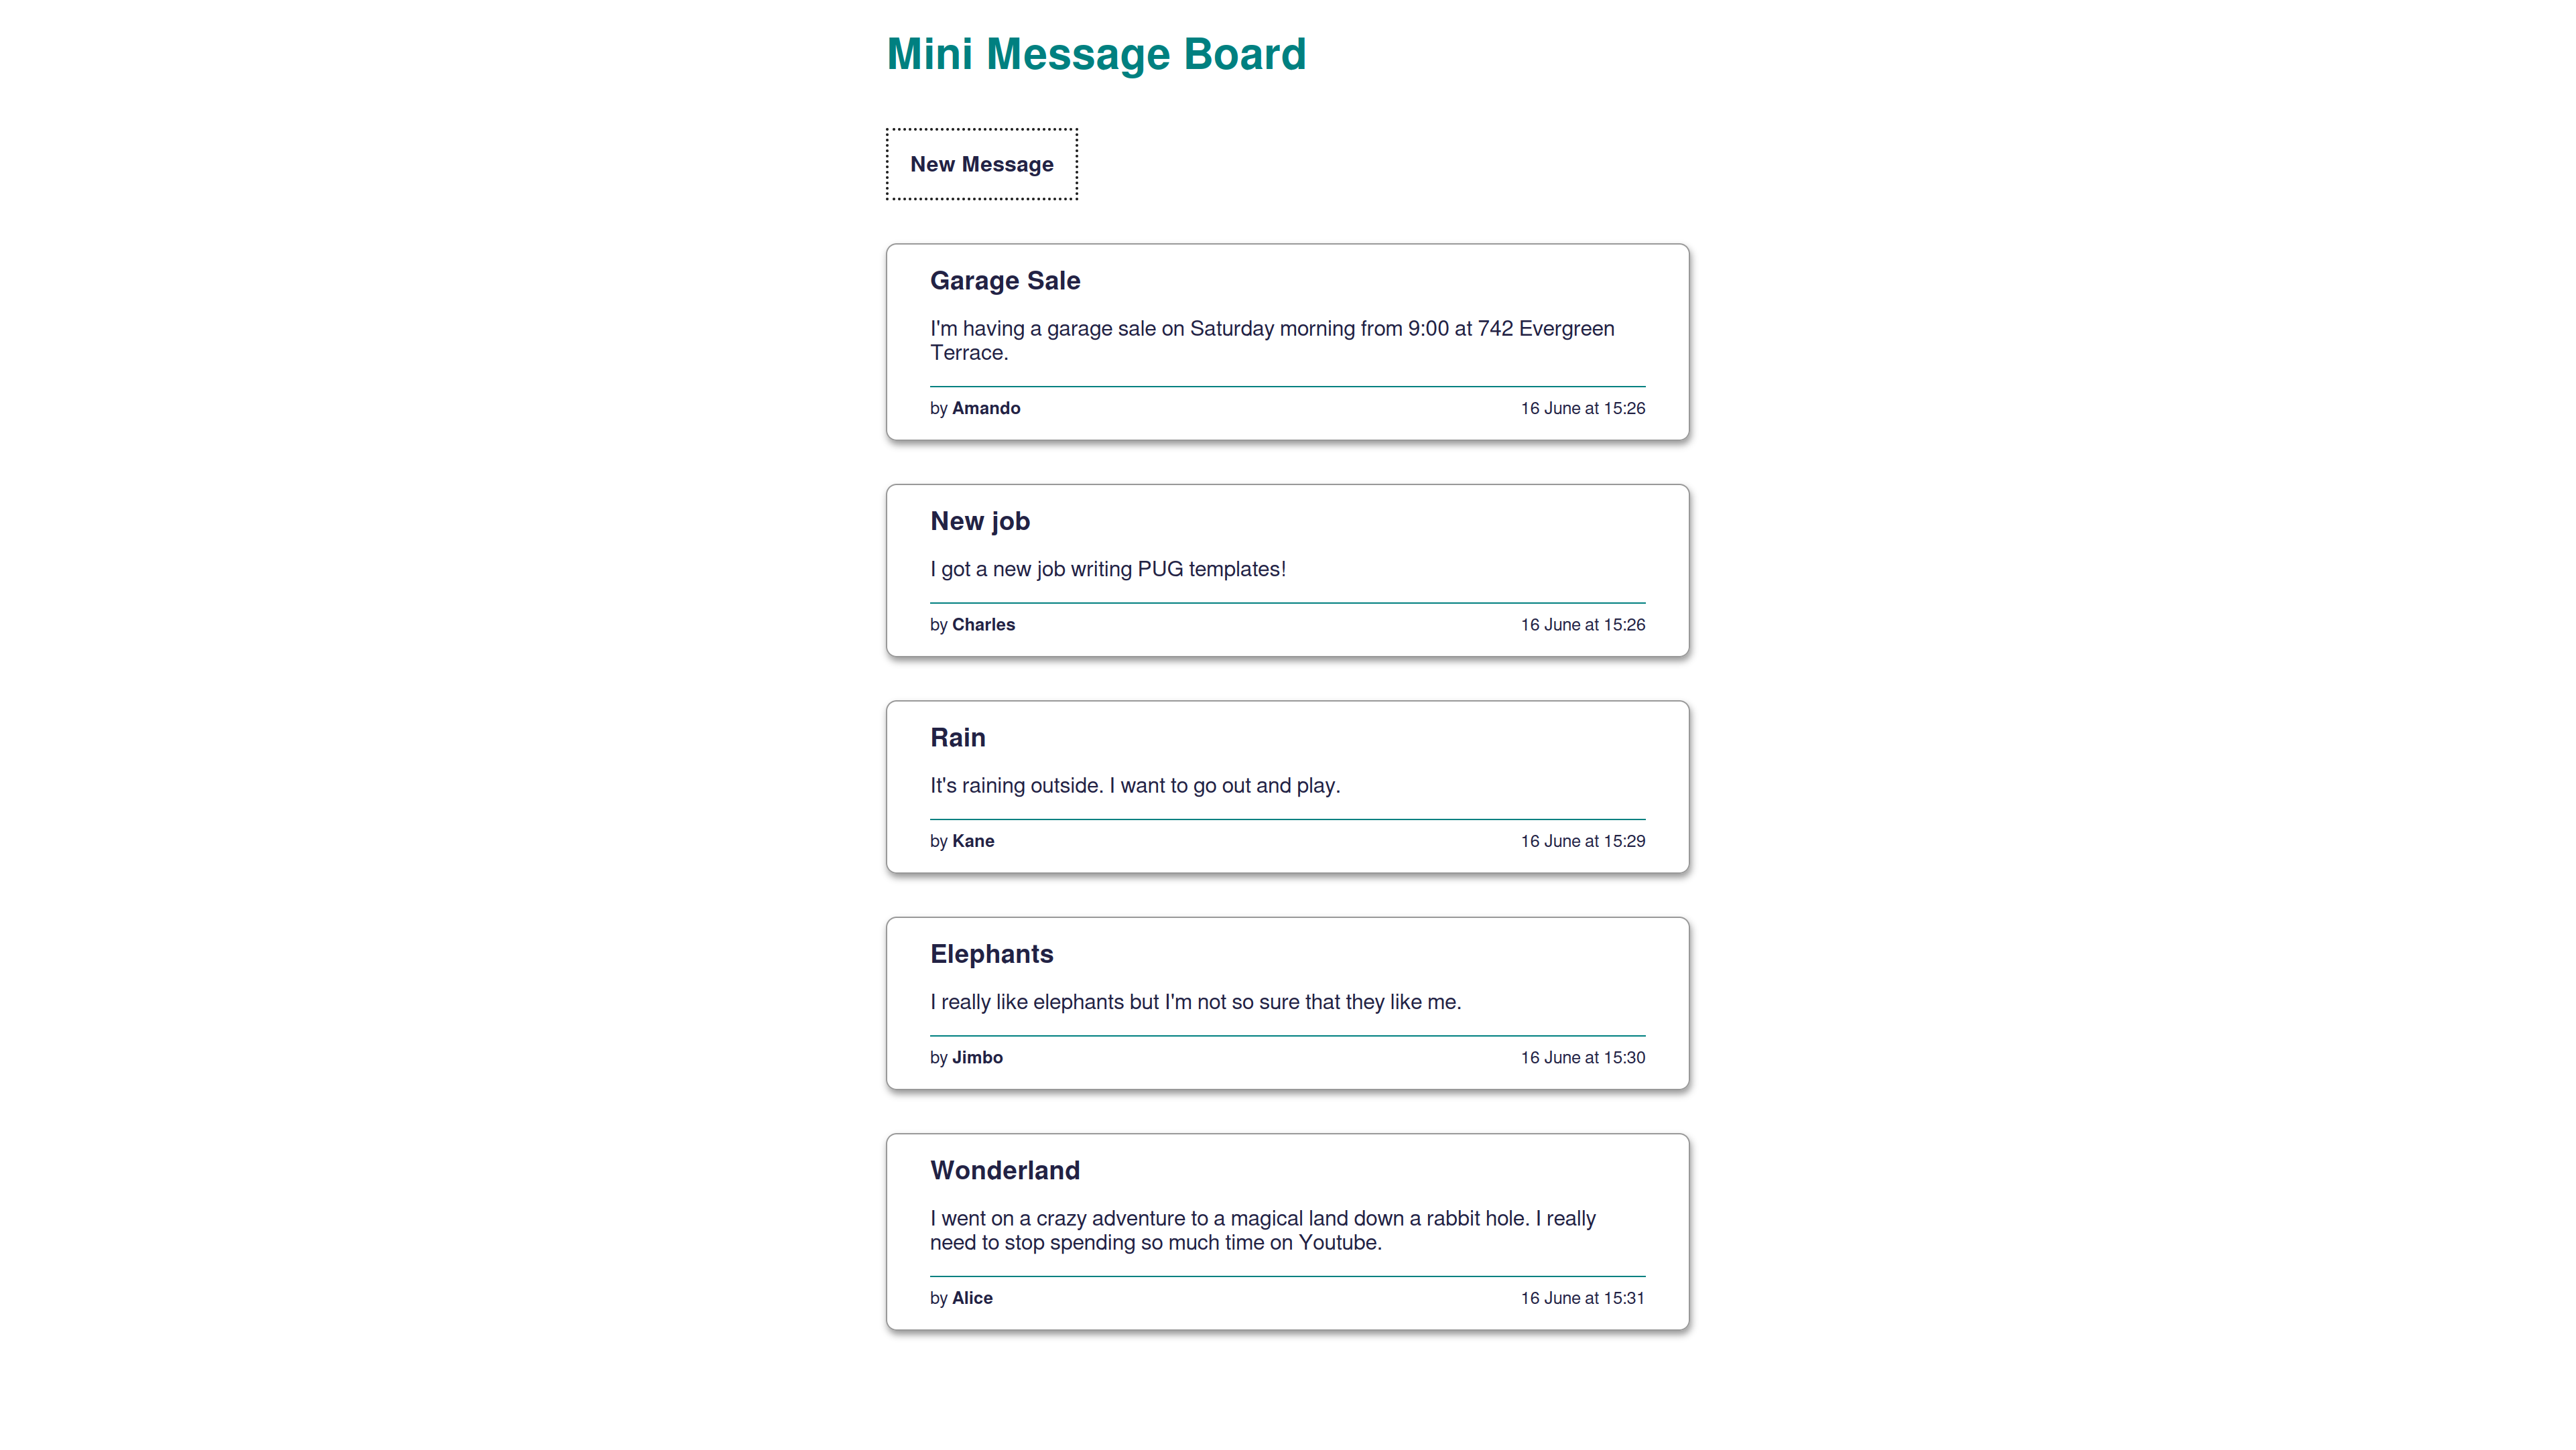 Mini Message Board
New Message
Garage Sale
I'm having a garage sale on Saturday morning from 9:00 at 742 Evergreen
Terrace.
by Amando 16 June at 15:26
New job
I got a new job writing PUG templates!
by Charles 16 June at 15:26
Rain
It's raining outside. I want to go out and play.
by Kane 16 June at 15:29
Elephants
I really like elephants but I'm not so sure that they like me.
by Jimbo 16 June at 15:30
Wonderland
I went on a crazy adventure to a magical land down a rabbit hole. I really
need to stop spending so much time on Youtube.
by Alice 16 June at 15:31